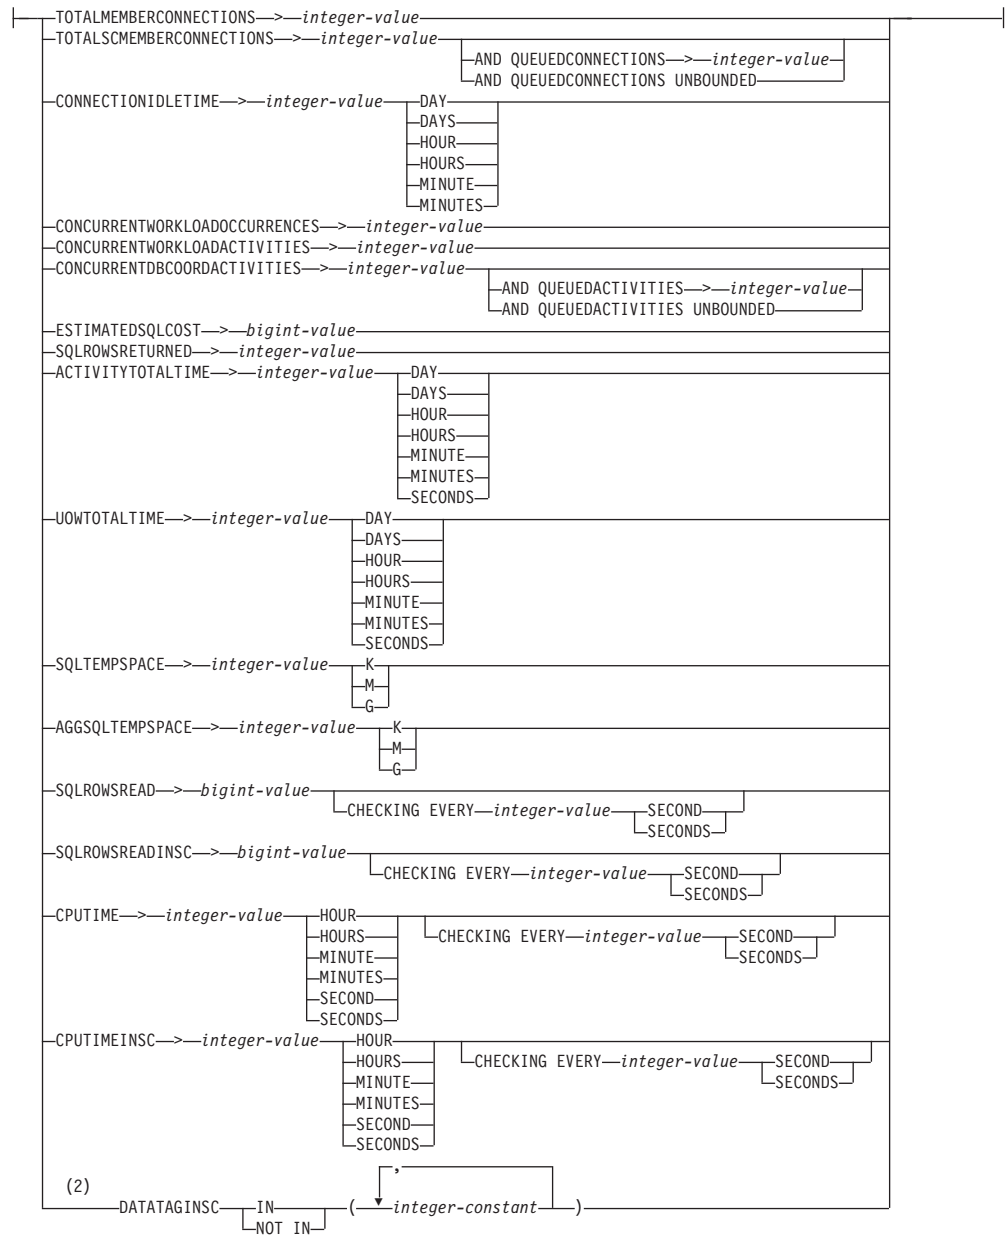 TOTALMEMBERCONNECTIONS > integer-value
TOTALSCMEMBERCONNECTIONS > integer-value
AND QUEUEDCONNECTIONS > integer-value
AND QUEUEDCONNECTIONS UNBOUNDED
CONNECTIONIDLETIME > integer-value DAY
DAYS
HOUR
HOURS
MINUTE
MINUTES
CONCURRENTWORKLOADOCCURRENCES > integer-value
CONCURRENTWORKLOADACTIVITIES > integer-value
CONCURRENTDBCOORDACTIVITIES > integer-value
AND QUEUEDACTIVITIES > integer-value
AND QUEUEDACTIVITIES UNBOUNDED
ESTIMATEDSQLCOST > bigint-value
SQLROWSRETURNED > integer-value
ACTIVITYTOTALTIME > integer-value DAY
DAYS
HOUR
HOURS
MINUTE
MINUTES
SECONDS
UOWTOTALTIME > integer-value DAY
DAYS
HOUR
HOURS
MINUTE
MINUTES
SECONDS
SQLTEMPSPACE > integer-value K
M
G
AGGSQLTEMPSPACE > integer-value K
M
G
SQLROWSREAD > bigint-value
CHECKING EVERY integer-value SECOND
SECONDS
SQLROWSREADINSC > bigint-value
CHECKING EVERY integer-value SECOND
SECONDS
CPUTIME > integer-value HOUR
HOURS CHECKING EVERY integer-value SECOND
MINUTE SECONDS
MINUTES
SECOND
SECONDS
CPUTIMEINSC > integer-value HOUR
HOURS CHECKING EVERY integer-value SECOND
MINUTE SECONDS
MINUTES
SECOND
SECONDS
,
(2)
DATATAGINSC IN ( integer-constant )
NOT IN